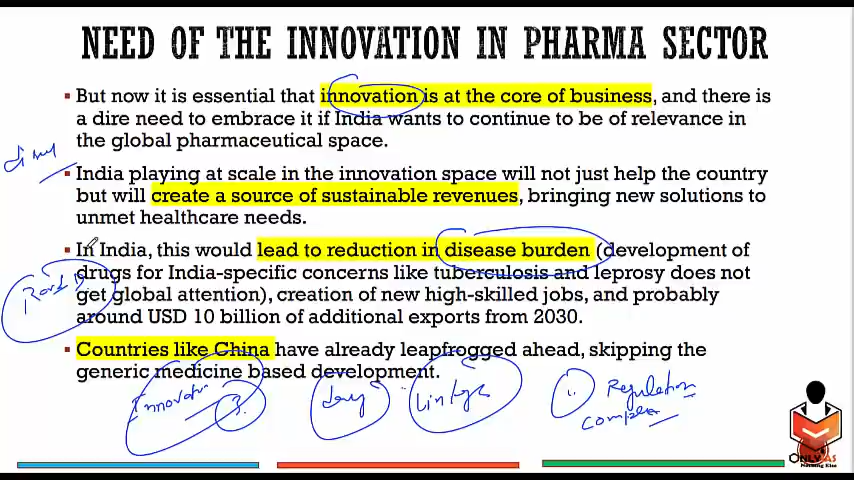 NEED OF THE INNOVATION IN PHARMA SECTOR
▪ But now it is essential that innovation is at the core of business, and there is
a dire need to embrace it if India wants to continue to be of relevance in
the global pharmaceutical space.
▪ India playing at scale in the innovation space will not just help the country
but will create a source of sustainable revenues, bringing new solutions to
unmet healthcare needs.
▪ In India, this would lead to reduction in disease burden (development of
drugs for India-specific concerns like tuberculosis and leprosy does not
get global attention), creation of new high-skilled jobs, and probably
around USD 10 billion of additional exports from 2030.
▪ Countries like China have already leapfrogged ahead, skipping the
generic medicine based development.
Innovation
Regulation